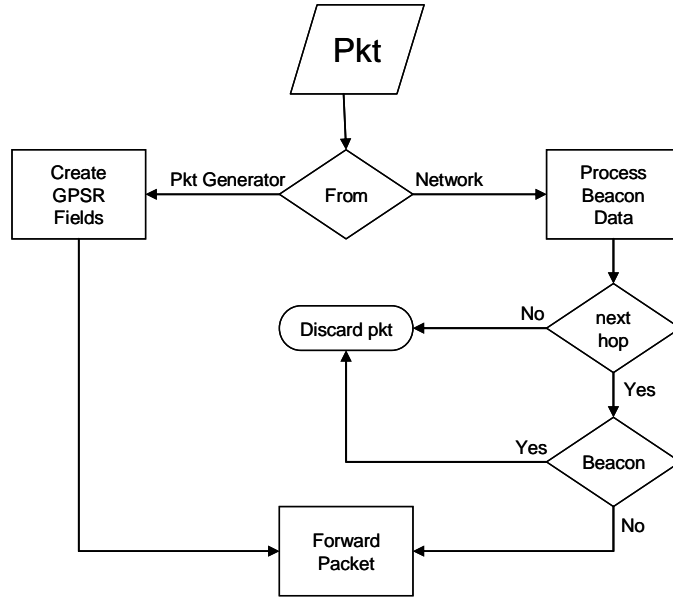 Pkt
Create
GPSR
Fields
Pkt Generator
From
Network
Process
Beacon
Data
No
next
hop
Discard pkt
Yes
Yes
Beacon
No
Forward
Packet